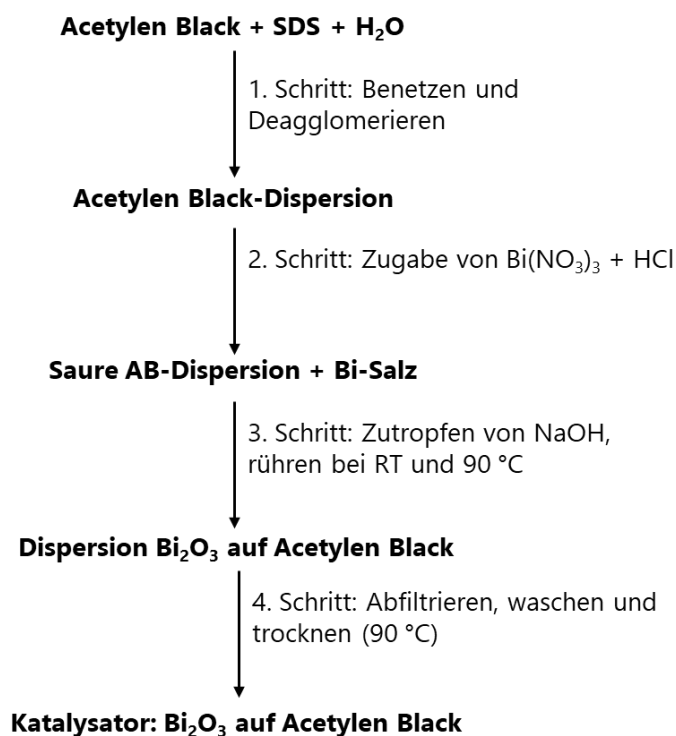 Acetylen Black + SDS + H₂O
1. Schritt: Benetzen und
Deagglomerieren
Acetylen Black-Dispersion
2. Schritt: Zugabe von Bi(NO₃)₃ + HCl
Saure AB-Dispersion + Bi-Salz
3. Schritt: Zutropfen von NaOH,
rühren bei RT und 90 °C
Dispersion Bi₂O₃ auf Acetylen Black
4. Schritt: Abfiltrieren, waschen und
trocknen (90 °C)
Katalysator: Bi₂O₃ auf Acetylen Black